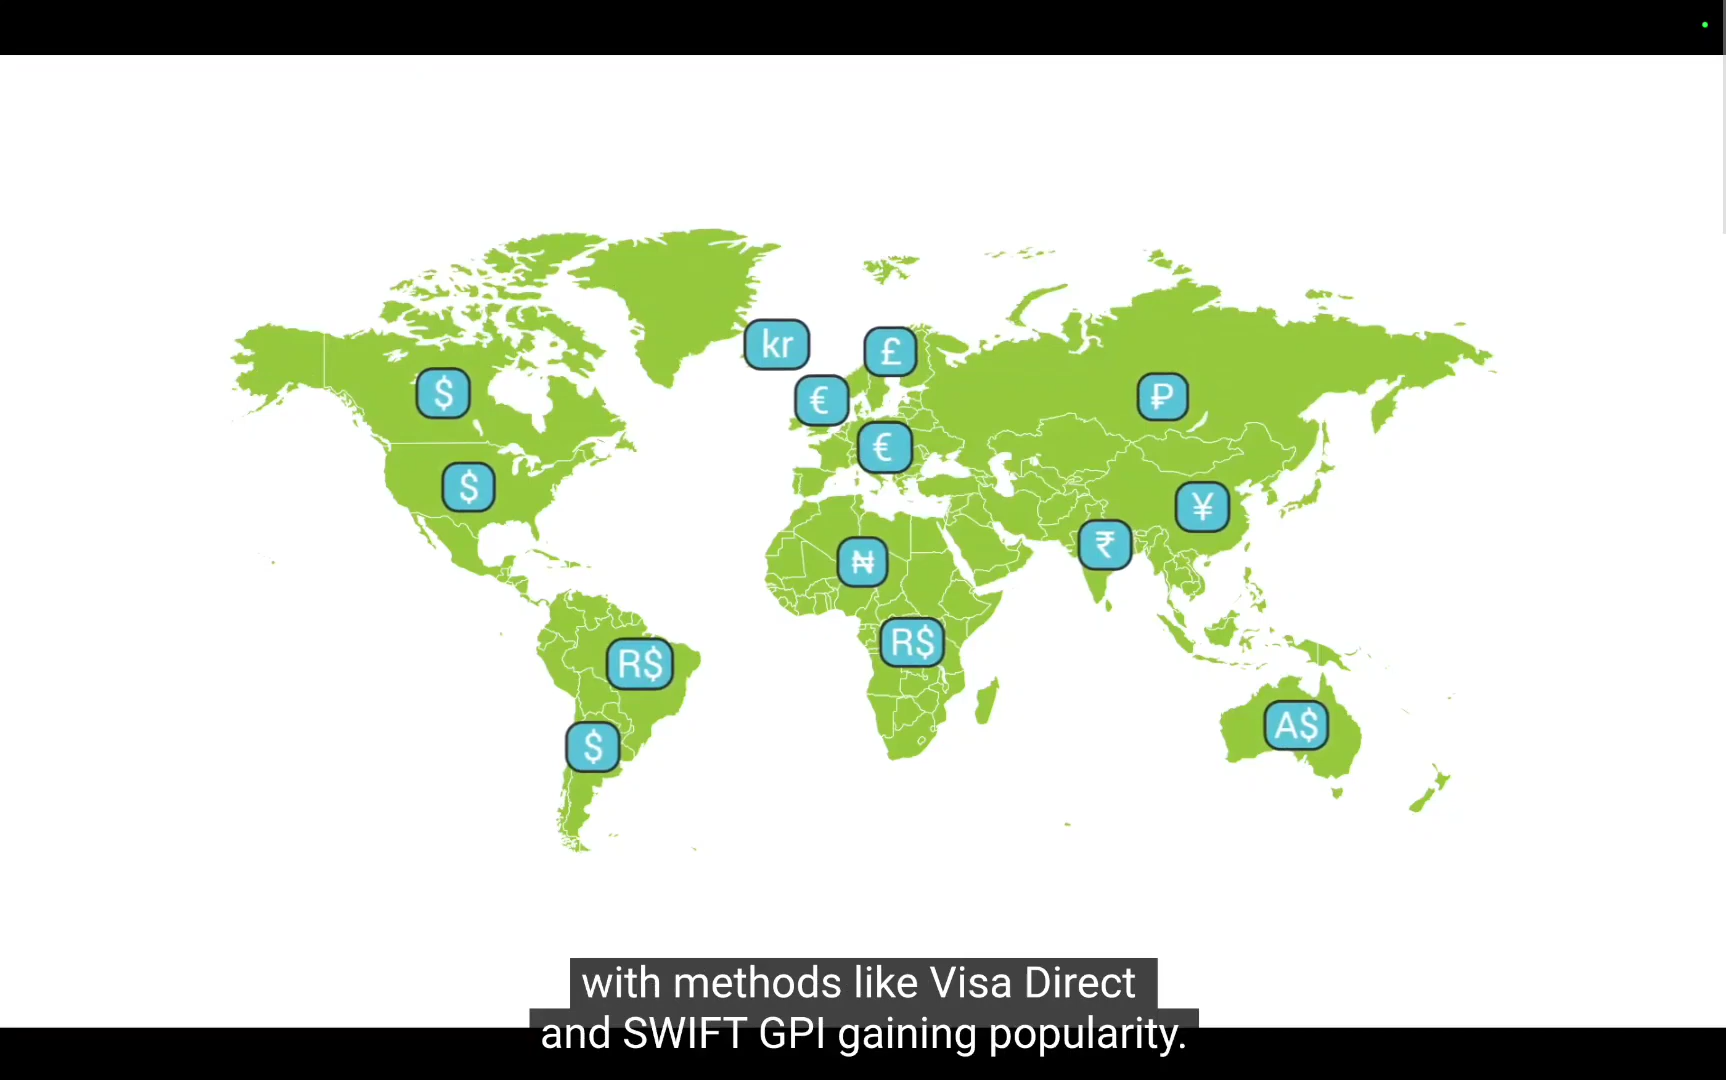 kr
£
$
€
₽
€
$
¥
₹
₦
R$
R$
A$
$
with methods like Visa Direct
and SWIFT GPI gaining popularity.